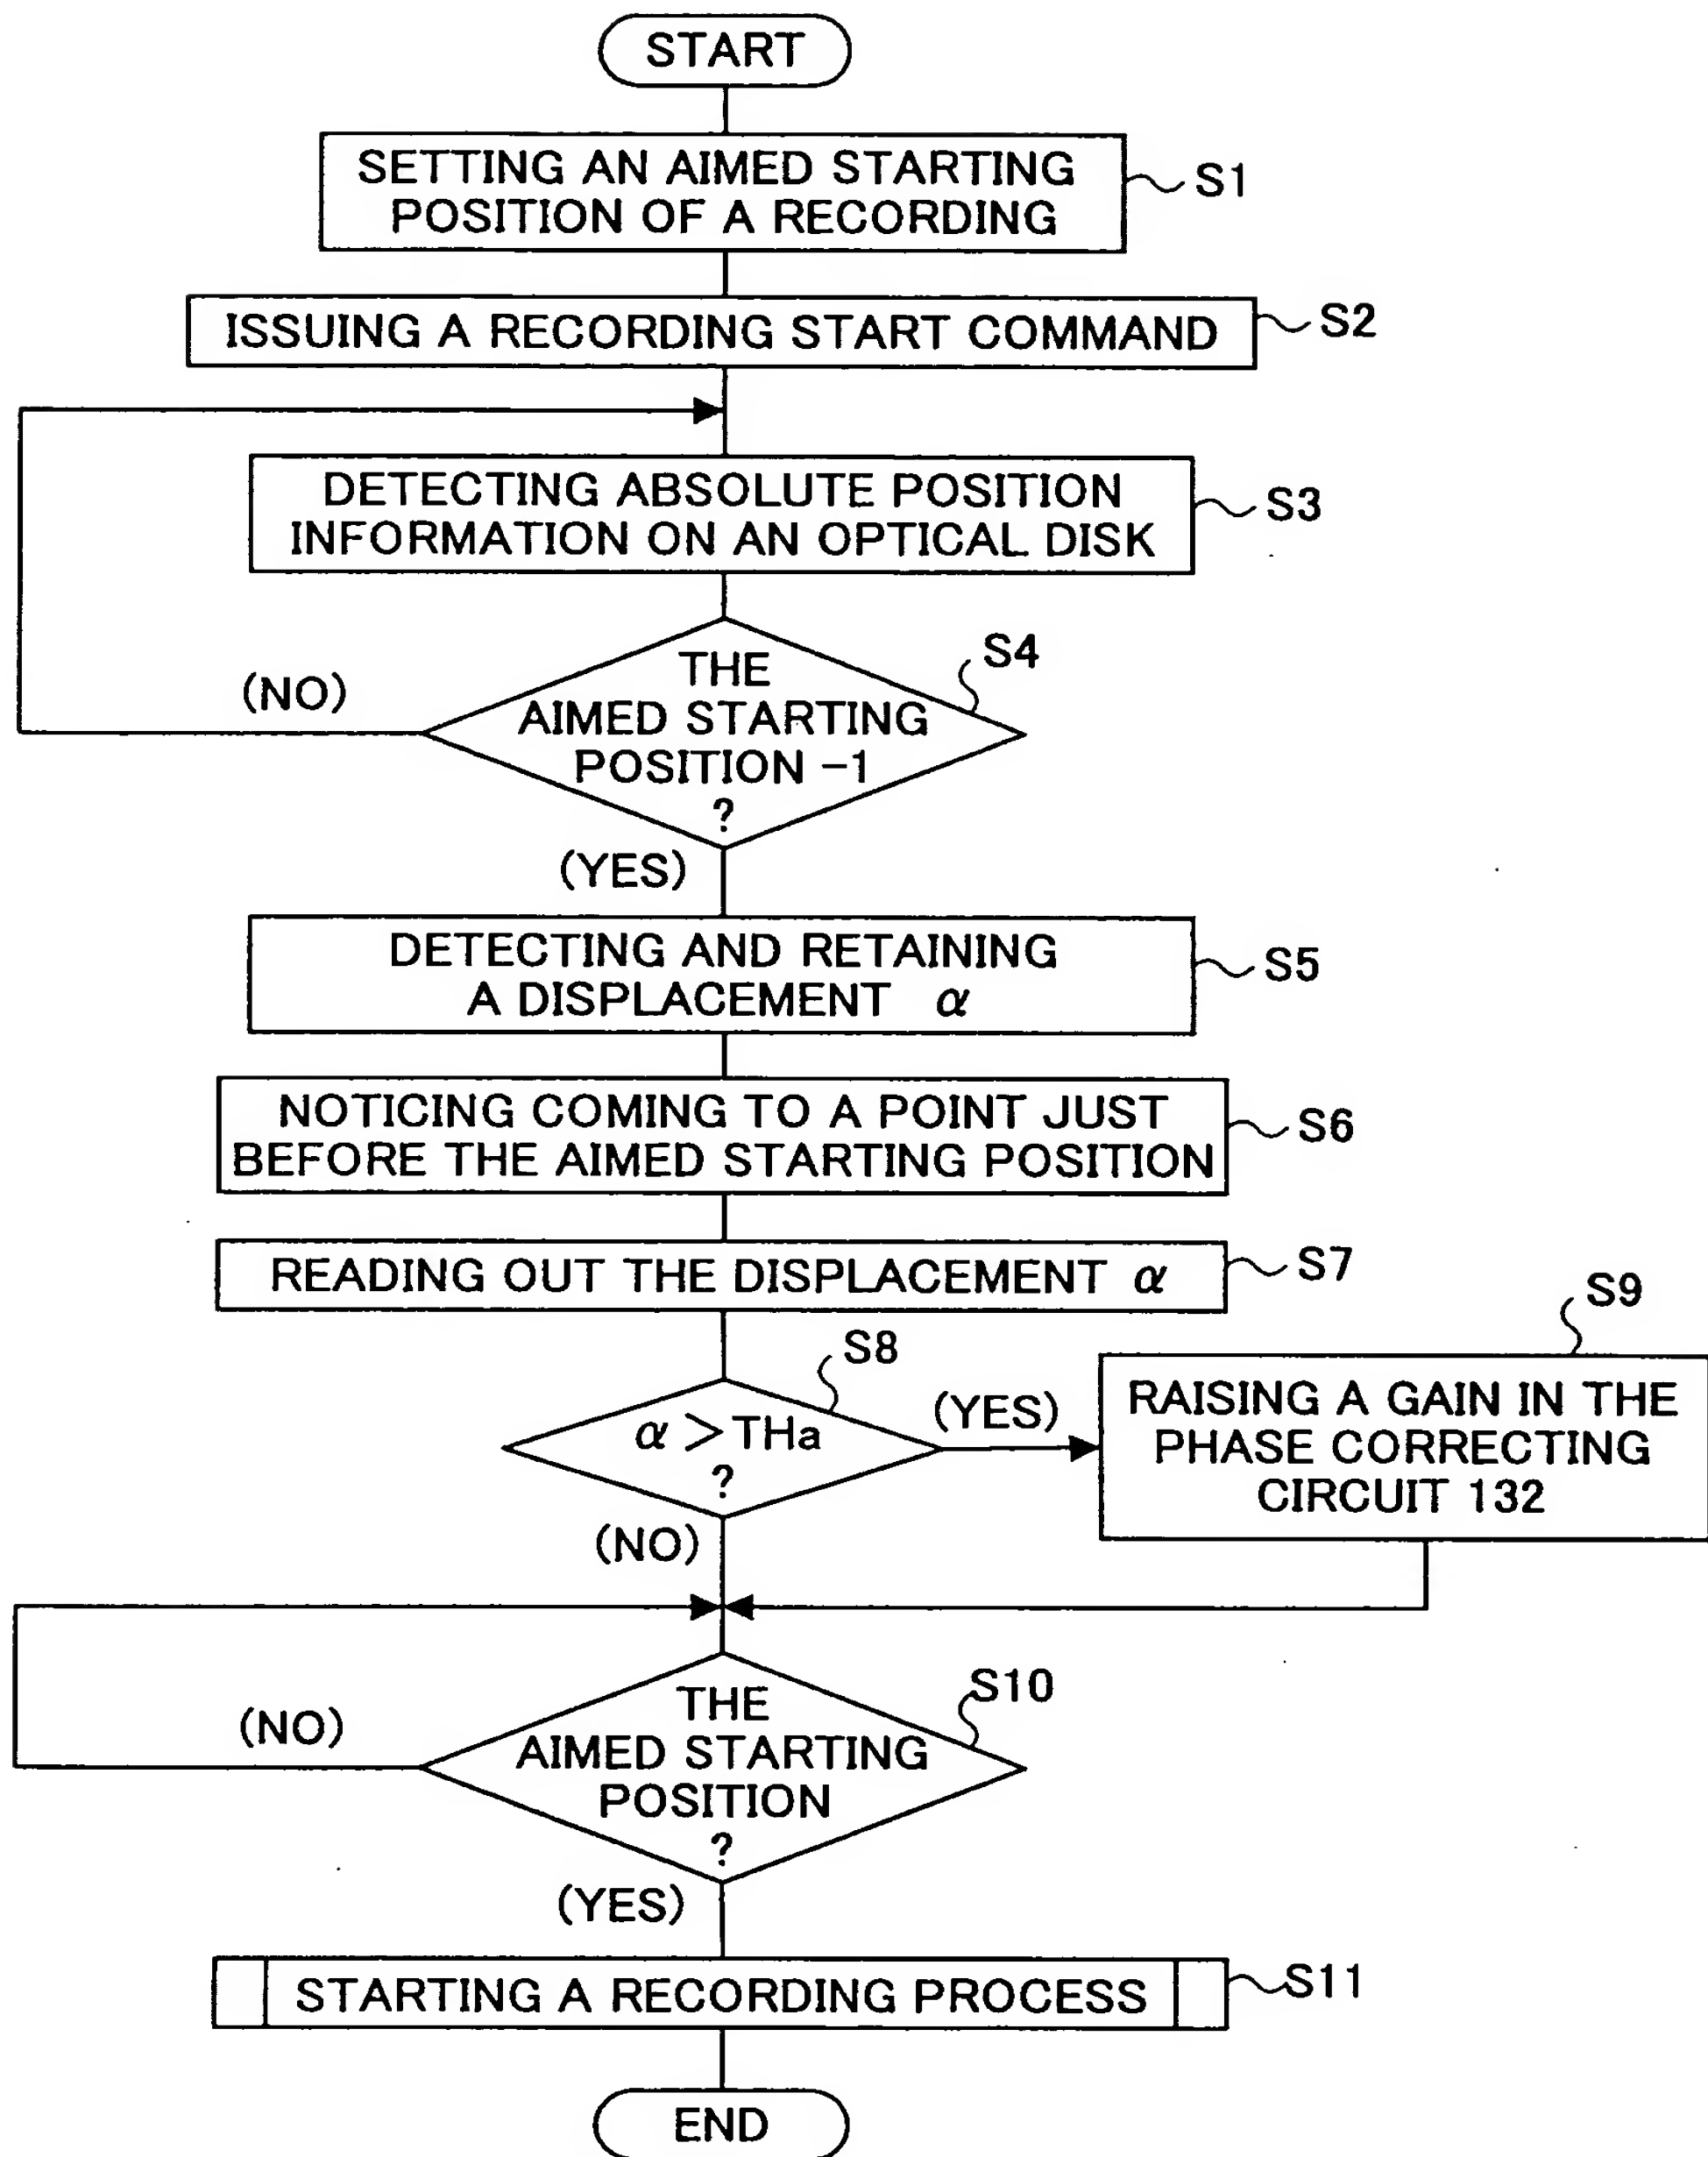 START
SETTING AN AIMED STARTING
POSITION OF A RECORDING
S1
ISSUING A RECORDING START COMMAND
S2
DETECTING ABSOLUTE POSITION
INFORMATION ON AN OPTICAL DISK
S3
THE
AIMED STARTING
POSITION -1
?
S4
(NO)
(YES)
DETECTING AND RETAINING
A DISPLACEMENT α
S5
NOTICING COMING TO A POINT JUST
BEFORE THE AIMED STARTING POSITION
S6
READING OUT THE DISPLACEMENT α
S7
S8
α > THa
?
(YES)
S9
RAISING A GAIN IN THE
PHASE CORRECTING
CIRCUIT 132
(NO)
THE
AIMED STARTING
POSITION
?
S10
(NO)
(YES)
STARTING A RECORDING PROCESS
S11
END